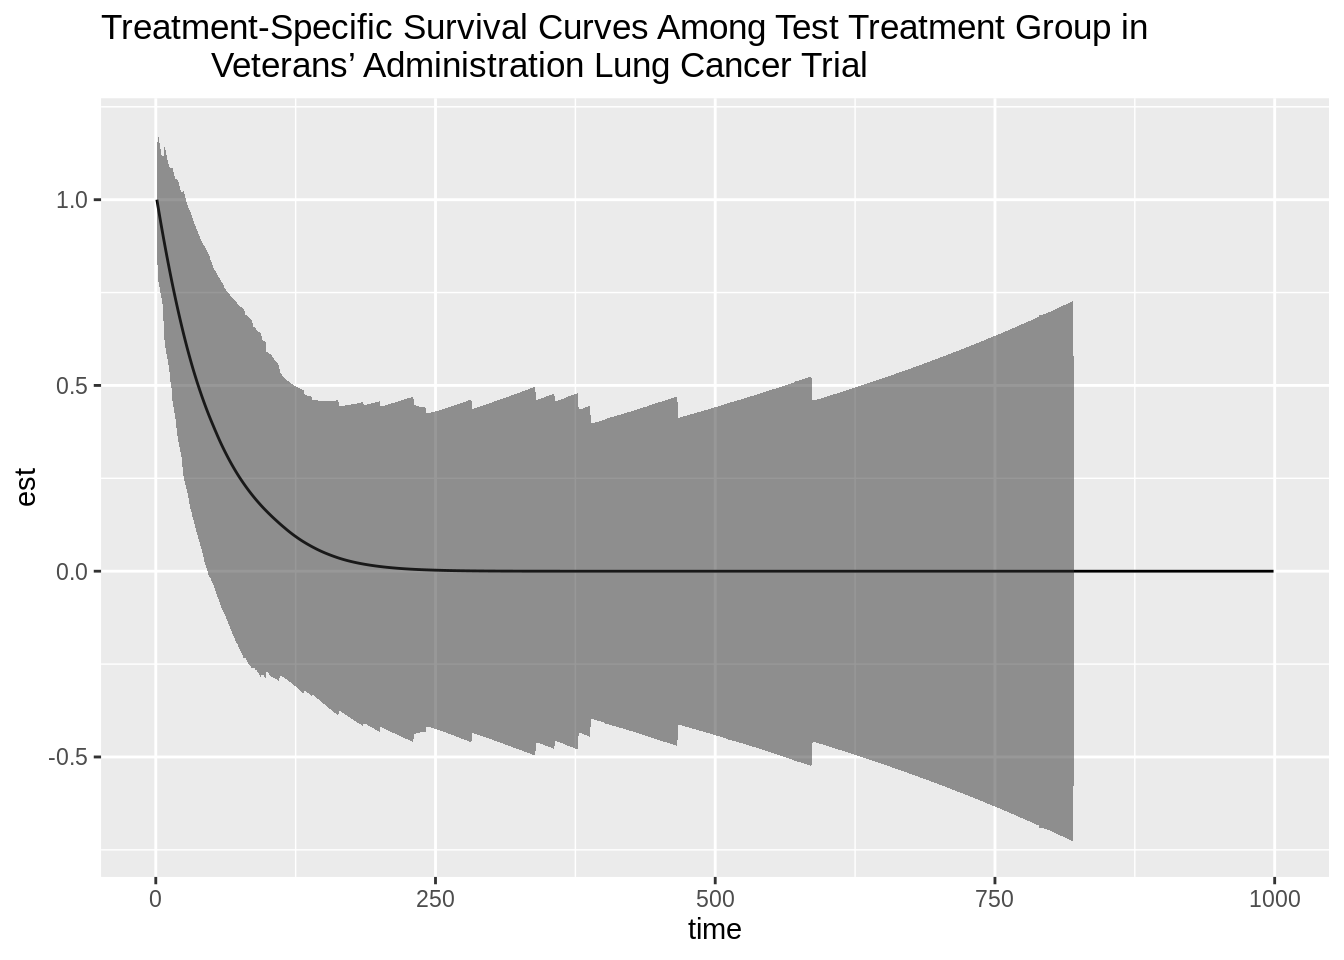 Treatment-Specific Survival Curves Among Test Treatment Group in
Veterans’ Administration Lung Cancer Trial
1.0
0.5
0.0
-0.5
est
0
250
500
750
1000
time